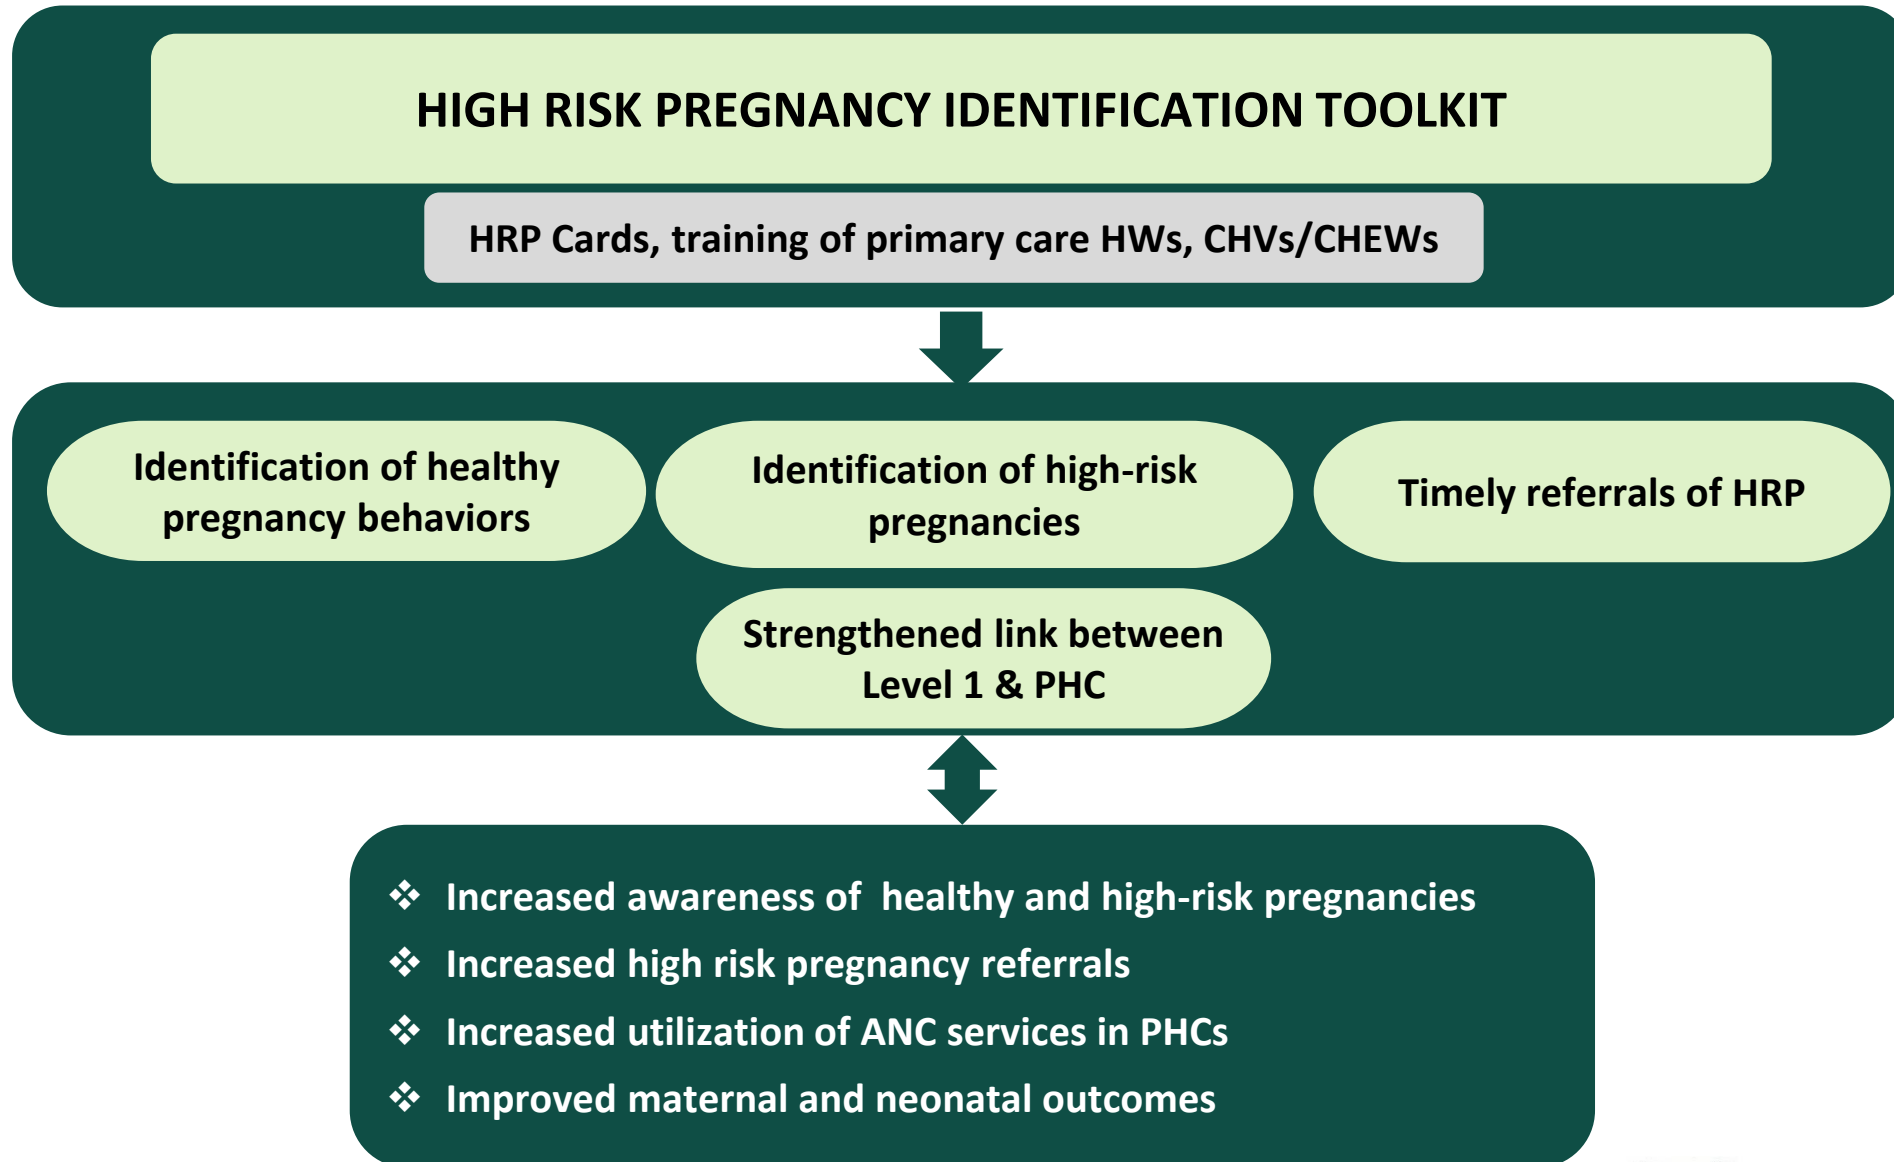 HIGH RISK PREGNANCY IDENTIFICATION TOOLKIT
HRP Cards, training of primary care HWs, CHVs/CHEWs
Identification of healthy
pregnancy behaviors
Identification of high-risk
pregnancies
Timely referrals of HRP
Strengthened link between
Level 1 & PHC
❖ Increased awareness of  healthy and high-risk pregnancies
❖ Increased high risk pregnancy referrals
❖ Increased utilization of ANC services in PHCs
❖ Improved maternal and neonatal outcomes